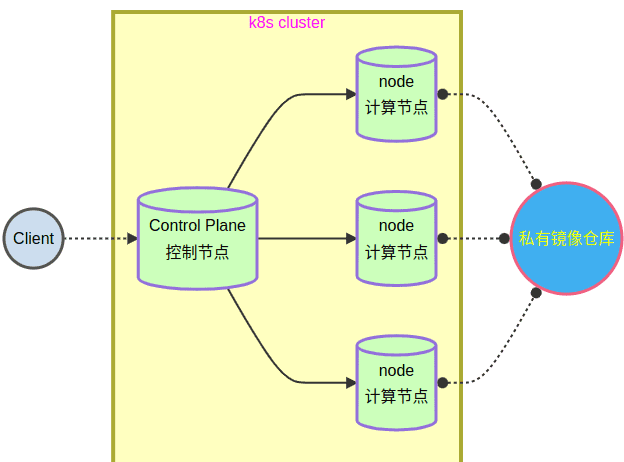 k8s cluster
node
计算节点
Client
Control Plane
控制节点
node
计算节点
私有镜像仓库
node
计算节点